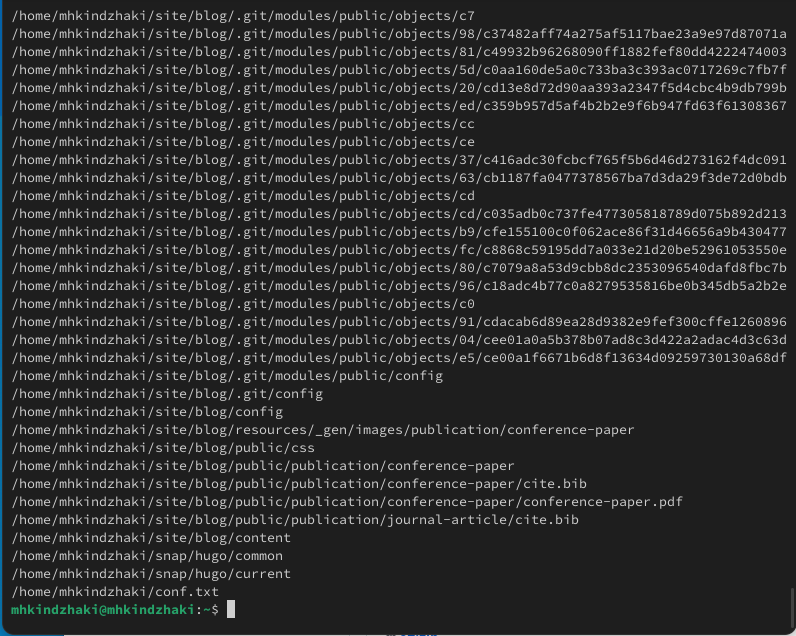 /home/mhkindzhaki/site/blog/.git/modules/public/objects/c7
/home/mhkindzhaki/site/blog/.git/modules/public/objects/98/c37482aff74a275af5117bae23a9e97d87071a
/home/mhkindzhaki/site/blog/.git/modules/public/objects/81/c49932b96268090ff1882fef80dd4222474003
/home/mhkindzhaki/site/blog/.git/modules/public/objects/5d/c0aa160de5a0c733ba3c393ac0717269c7fb7f
/home/mhkindzhaki/site/blog/.git/modules/public/objects/20/cd13e8d72d90aa393a2347f5d4cbc4b9db799b
/home/mhkindzhaki/site/blog/.git/modules/public/objects/ed/c359b957d5af4b2b2e9f6b947fd63f61308367
/home/mhkindzhaki/site/blog/.git/modules/public/objects/cc
/home/mhkindzhaki/site/blog/.git/modules/public/objects/ce
/home/mhkindzhaki/site/blog/.git/modules/public/objects/37/c416adc30fcbcf765f5b6d46d273162f4dc091
/home/mhkindzhaki/site/blog/.git/modules/public/objects/63/cb1187fa0477378567ba7d3da29f3de72d0bdb
/home/mhkindzhaki/site/blog/.git/modules/public/objects/cd
/home/mhkindzhaki/site/blog/.git/modules/public/objects/cd/c035adb0c737fe477305818789d075b892d213
/home/mhkindzhaki/site/blog/.git/modules/public/objects/b9/cfe155100c0f062ace86f31d46656a9b430477
/home/mhkindzhaki/site/blog/.git/modules/public/objects/fc/c8868c59195dd7a033e21d20be52961053550e
/home/mhkindzhaki/site/blog/.git/modules/public/objects/80/c7079a8a53d9cbb8dc2353096540dafd8fbc7b
/home/mhkindzhaki/site/blog/.git/modules/public/objects/96/c18adc4b77c0a8279535816be0b345db5a2b2e
/home/mhkindzhaki/site/blog/.git/modules/public/objects/c0
/home/mhkindzhaki/site/blog/.git/modules/public/objects/91/cdacab6d89ea28d9382e9fef300cffe1260896
/home/mhkindzhaki/site/blog/.git/modules/public/objects/04/cee01a0a5b378b07ad8c3d422a2adac4d3c63d
/home/mhkindzhaki/site/blog/.git/modules/public/objects/e5/ce00a1f6671b6d8f13634d09259730130a68df
/home/mhkindzhaki/site/blog/.git/modules/public/config
/home/mhkindzhaki/site/blog/.git/config
/home/mhkindzhaki/site/blog/config
/home/mhkindzhaki/site/blog/resources/_gen/images/publication/conference-paper
/home/mhkindzhaki/site/blog/public/css
/home/mhkindzhaki/site/blog/public/publication/conference-paper
/home/mhkindzhaki/site/blog/public/publication/conference-paper/cite.bib
/home/mhkindzhaki/site/blog/public/publication/conference-paper/conference-paper.pdf
/home/mhkindzhaki/site/blog/public/publication/journal-article/cite.bib
/home/mhkindzhaki/site/blog/content
/home/mhkindzhaki/snap/hugo/common
/home/mhkindzhaki/snap/hugo/current
/home/mhkindzhaki/conf.txt
mhkindzhaki@mhkindzhaki:~$